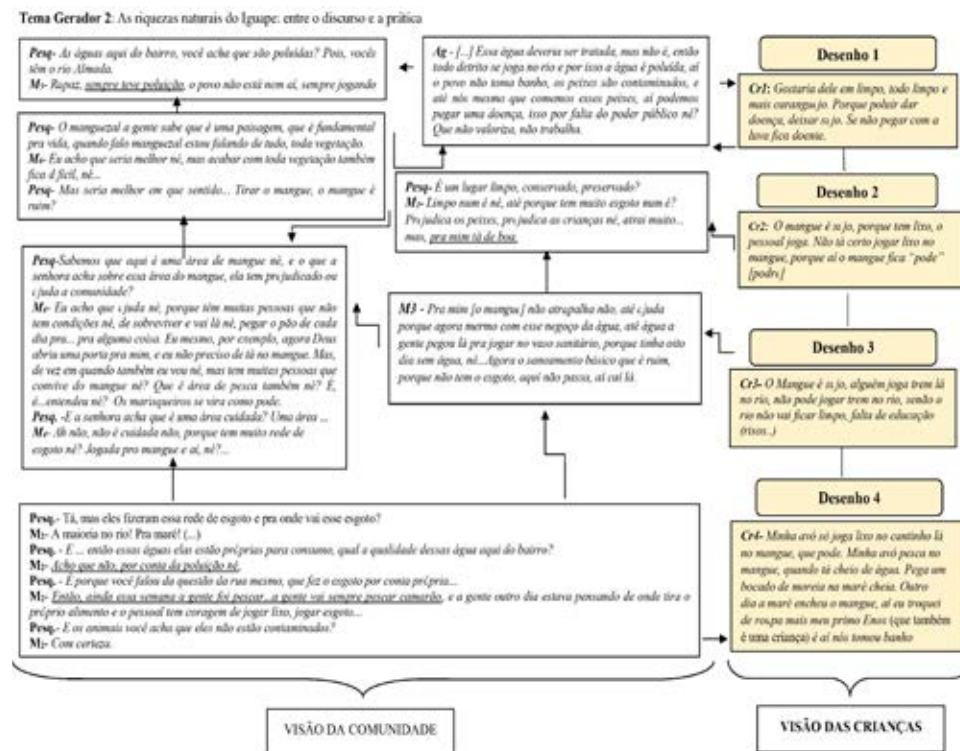 Tema Gerador 2: As riquezas naturais do Iguape: entre o discurso e a prática
Pesq- As águas aqui do bairro, você acha que são poluídas? Pois, vocês
têm o rio Almada.
M5- Rapaz, sempre teve poluição, o povo não está nem aí, sempre jogando
Pesq- O manguezal a gente sabe que é uma paisagem, que é fundamental
pra vida, quando falo manguezal estou falando de tudo, toda vegetação.
Eu acho que seria melhor né, mas acabar com toda vegetação também
fica d fícil, né...
Pesq- Mas seria melhor em que sentido... Tirar o mangue, o mangue é
ruim?
Pesq-Sabemos que aqui é uma área de mangue né, e o que a
senhora acha sobre essa área do mangue, ela tem prejudicado ou
ajuda a comunidade?
Eu acho que ajuda né, porque têm muitas pessoas que não
tem condições né, de sobreviver e vai lá né, pegar o pão de cada
dia pra... pra alguma coisa. Eu mesmo, por exemplo, agora Deus
abriu uma porta pra mim, e eu não preciso de tá no mangue. Mas,
de vez em quando também eu vou né, mas tem muitas pessoas que
convive do mangue né? Que é área de pesca também né? E,
é...entendeu né? Os marisqueiros se vira como pode.
Pesq. -E a senhora acha que é uma área cuidada? Uma área ...
Ah não, não é cuidada não, porque tem muito rede de
esgoto né? Jogada pro mangue e aí, né?...
Ag - [...] Essa água deveria ser tratada, mas não é, então
todo detrito se joga no rio e por isso a água é poluída, aí
o povo não toma banho, os peixes são contaminados, e
até nós mesmo que comemos esses peixes, aí podemos
pegar uma doença, isso por falta do poder público né?
Que não valoriza, não trabalha.
Pesq- É um lugar limpo, conservado, preservado?
Limpo num é né, até porque tem muito esgoto num é?
Prejudica os peixes, prejudica as crianças né, atrai muito...
mas, pra mim tá de boa.
M3 - Pra mim [o mangue] não atrapalha não, até ajuda
porque agora mermo com esse negoço da água, até água a
gente pegou lá pra jogar no vaso sanitário, porque tinha oito
dia sem água, né...Agora o saneamento básico que é ruim,
porque não tem o esgoto, aqui não passa, aí cai lá.
Pesq.- Tá, mas eles fizeram essa rede de esgoto e pra onde vai esse esgoto?
M2- A maioria no rio! Pra maré! (...)
Pesq. - E ... então essas águas elas estão próprias para consumo, qual a qualidade dessas água aqui do bairro?
M2- Acho que não, por conta da poluição né.
Pesq. - É porque você falou da questão da rua mesmo, que fez o esgoto por conta própria...
M2- Então, ainda essa semana a gente foi pescar...a gente vai sempre pescar camarão, e a gente outro dia estava pensando de onde tira o
próprio alimento e o pessoal tem coragem de jogar lixo, jogar esgoto...
Pesq.- E os animais você acha que eles não estão contaminados?
M2- Com certeza.
VISÃO DA COMUNIDADE
Desenho 1
Cr1: Gostaria dele em limpo, todo limpo e
mais caranguejo. Porque poluir dar
doença, deixar sujo. Se não pegar com a
luva fica doente.
Desenho 2
Cr2: O mangue é sujo, porque tem lixo, o
pessoal joga. Não tá certo jogar lixo no
mangue, porque aí o mangue fica "pode"
[podre]
Desenho 3
Cr3- O Mangue é sujo, alguém joga trem lá
no rio, não pode jogar trem no rio, senão o
rio não vai ficar limpo, falta de educação
(risos..)
Desenho 4
Cr4- Minha avó só joga lixo no cantinho lá
no mangue, que pode. Minha avó pesca no
mangue, quando tá cheio de água. Pega um
bocado de moreia na maré cheia. Outro
dia a maré encheu o mangue, aí eu troquei
de roupa mais meu primo Enos (que também
é uma criança) é aí nós tomou banho
VISÃO DAS CRIANÇAS